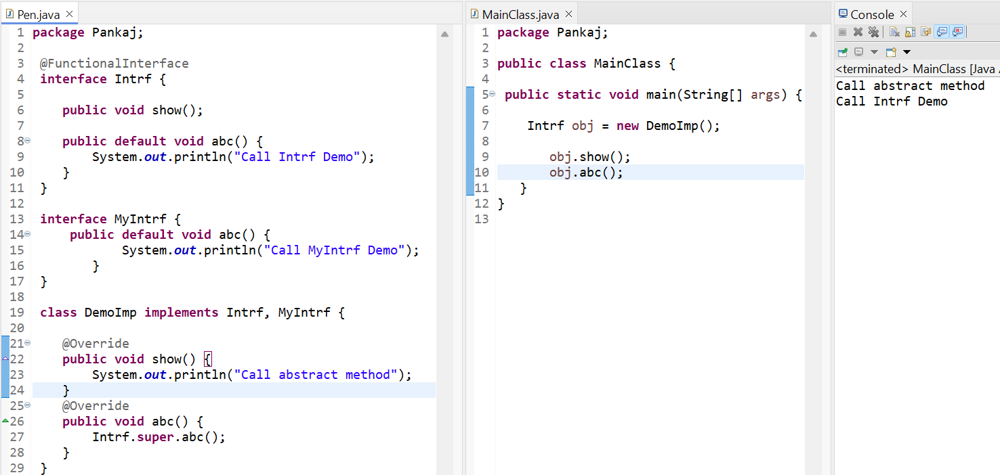 Pen.java
1 package Pankaj;
2
3 @FunctionalInterface
4 interface Intrf {
5
6 public void show();
7
8 public default void abc() {
9 System.out.println("Call Intrf Demo");
10 }
11 }
12
13 interface MyIntrf {
14 public default void abc() {
15 System.out.println("Call MyIntrf Demo");
16 }
17 }
18
19 class DemoImp implements Intrf, MyIntrf {
20
21 @Override
22 public void show() {
23 System.out.println("Call abstract method");
24 }
25 @Override
26 public void abc() {
27 Intrf.super.abc();
28 }
29 }
MainClass.java
1 package Pankaj;
2
3 public class MainClass {
4
5 public static void main(String[] args) {
6
7 Intrf obj = new DemoImp();
8
9 obj.show();
10 obj.abc();
11 }
12 }
13
Console
<terminated> MainClass [Java
Call abstract method
Call Intrf Demo